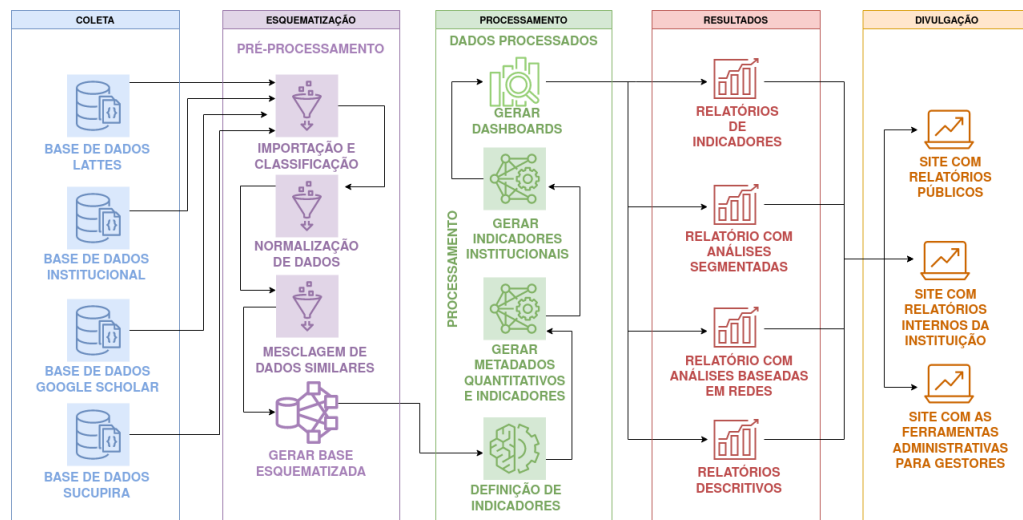 COLETA
BASE DE DADOS
LATTES
BASE DE DADOS
INSTITUCIONAL
BASE DE DADOS
GOOGLE SCHOLAR
BASE DE DADOS
SUCUPIRA
ESQUEMATIZAÇÃO
PRÉ-PROCESSAMENTO
IMPORTAÇÃO E
CLASSIFICAÇÃO
NORMALIZAÇÃO
DE DADOS
MESCLAGEM DE
DADOS SIMILARES
GERAR BASE
ESQUEMATIZADA
PROCESSAMENTO
DADOS PROCESSADOS
GERAR
DASHBOARDS
PROCESSAMENTO
GERAR
INDICADORES
INSTITUCIONAIS
GERAR
METADADOS
QUANTITATIVOS
E INDICADORES
DEFINIÇÃO DE
INDICADORES
RESULTADOS
RELATÓRIOS
DE
INDICADORES
RELATÓRIO COM
ANÁLISES
SEGMENTADAS
RELATÓRIO COM
ANÁLISES BASEADAS
EM REDES
RELATÓRIOS
DESCRITIVOS
DIVULGAÇÃO
SITE COM
RELATÓRIOS
PÚBLICOS
SITE COM
RELATÓRIOS
INTERNOS DA
INSTITUIÇÃO
SITE COM AS
FERRAMENTAS
ADMINISTRATIVAS
PARA GESTORES